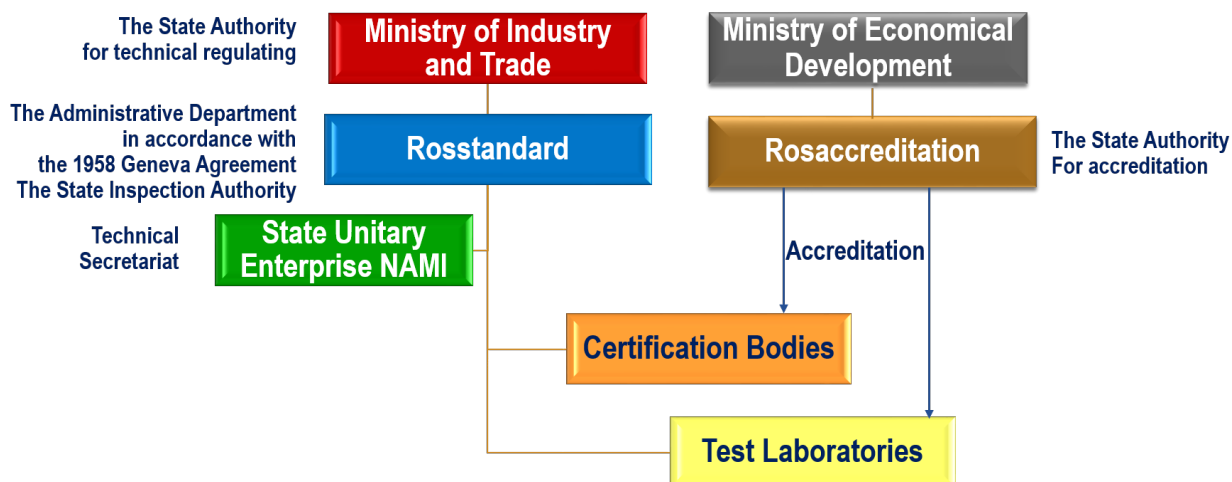 The State Authority
for technical regulating
Ministry of Industry
and Trade
Ministry of Economical
Development
The Administrative Department
in accordance with
the 1958 Geneva Agreement
The State Inspection Authority
Rosstandard
Rosaccreditation
The State Authority
For accreditation
Technical
Secretariat
State Unitary
Enterprise NAMI
Accreditation
Certification Bodies
Test Laboratories